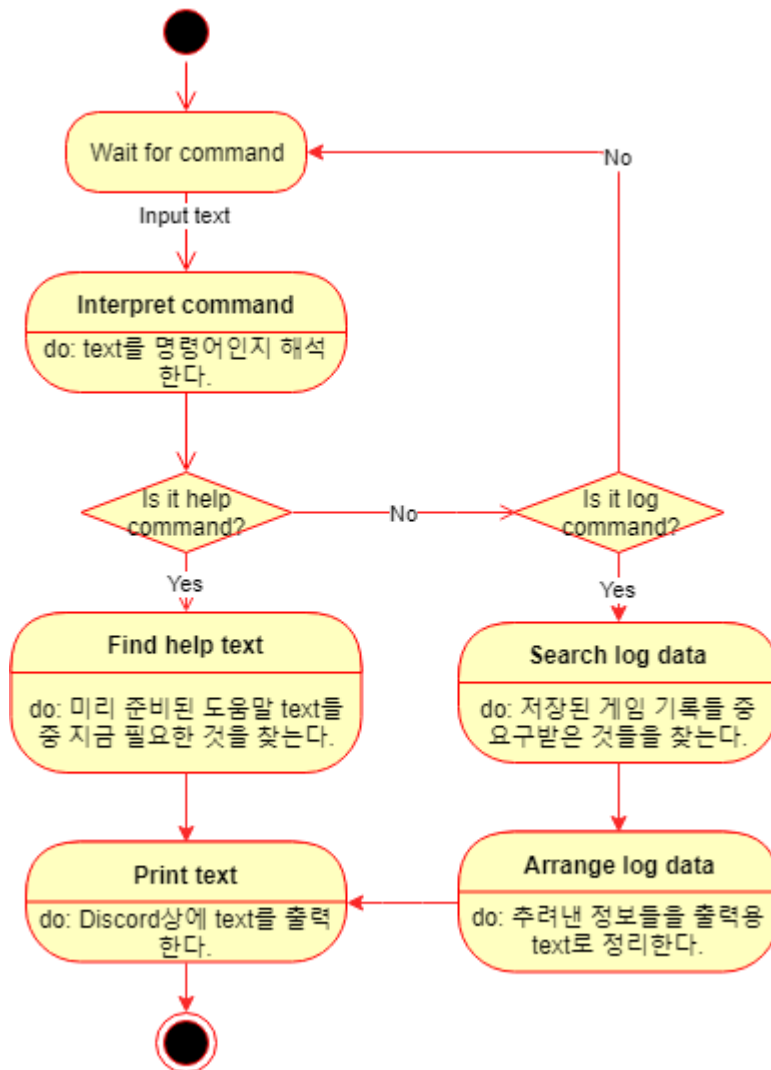 Wait for command
No
Input text
Interpret command
do: text를 명령어인지 해석
한다.
Is it help
command?
No
Is it log
command?
Yes
Yes
Find help text
do: 미리 준비된 도움말 text들
중 지금 필요한 것을 찾는다.
Search log data
do: 저장된 게임 기록들 중
요구받은 것들을 찾는다.
Print text
do: Discord상에 text를 출력
한다.
Arrange log data
do: 추려낸 정보들을 출력용
text로 정리한다.